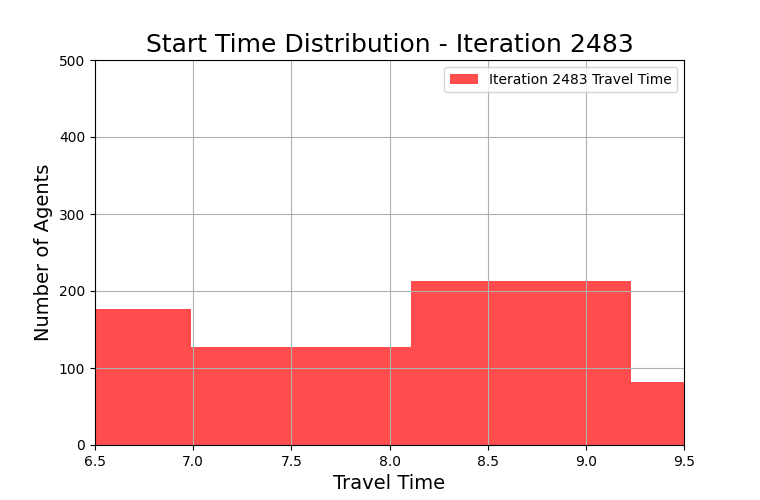 Start Time Distribution - Iteration 2483
Iteration 2483 Travel Time
Number of Agents
500
400
300
200
100
0
6.5 7.0 7.5 8.0 8.5 9.0 9.5
Travel Time